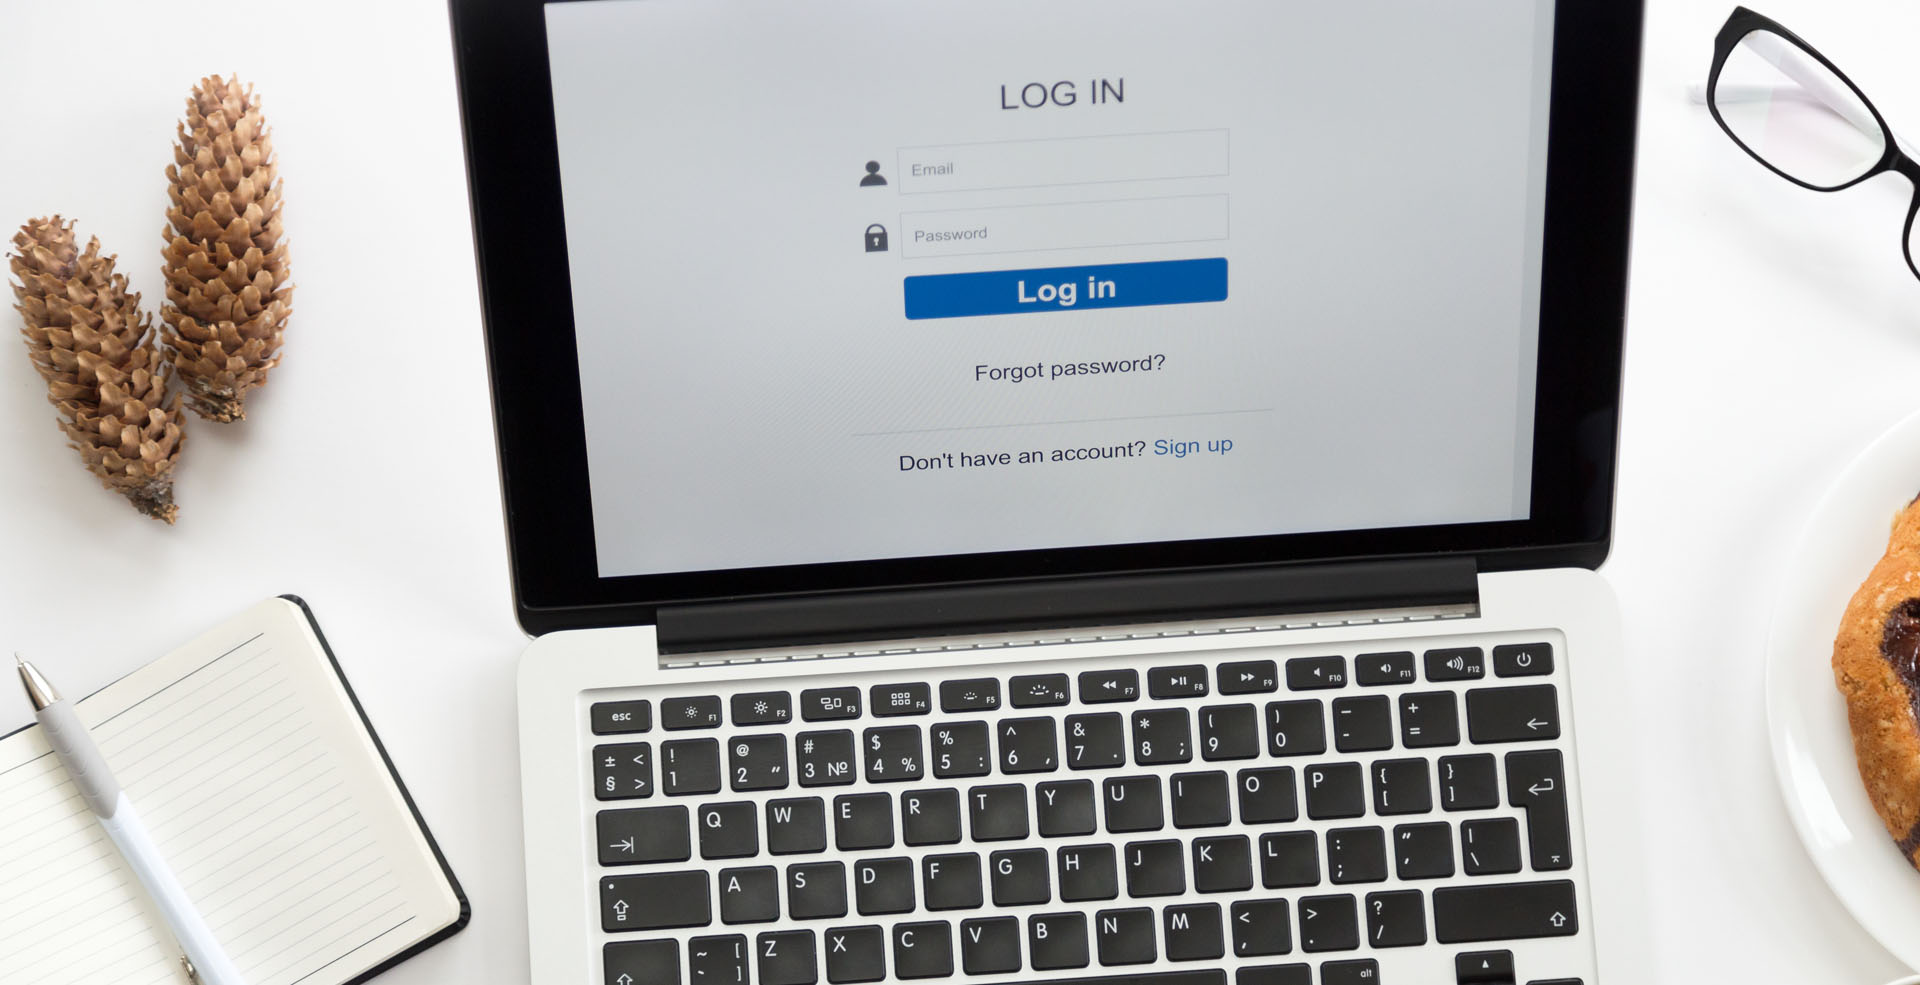 LOG IN
Email
Password
Log in
Forgot password?
Don't have an account? Sign up
esc F1 F2 F3 F4 F5 F6 F7 F8 F9 F10 F11 F12
± < ! @ # $ % ^ & * ( ) – +
§ > 1 2 " 3 № 4 % 5 : 6 , 7 . 8 ; 9 0 - =
Q W E R T Y U I O P { [ } ]
A S D F G H J K L : ; " ' | \
~ ` [ ] Z X C V B N M < , > . ? /
alt